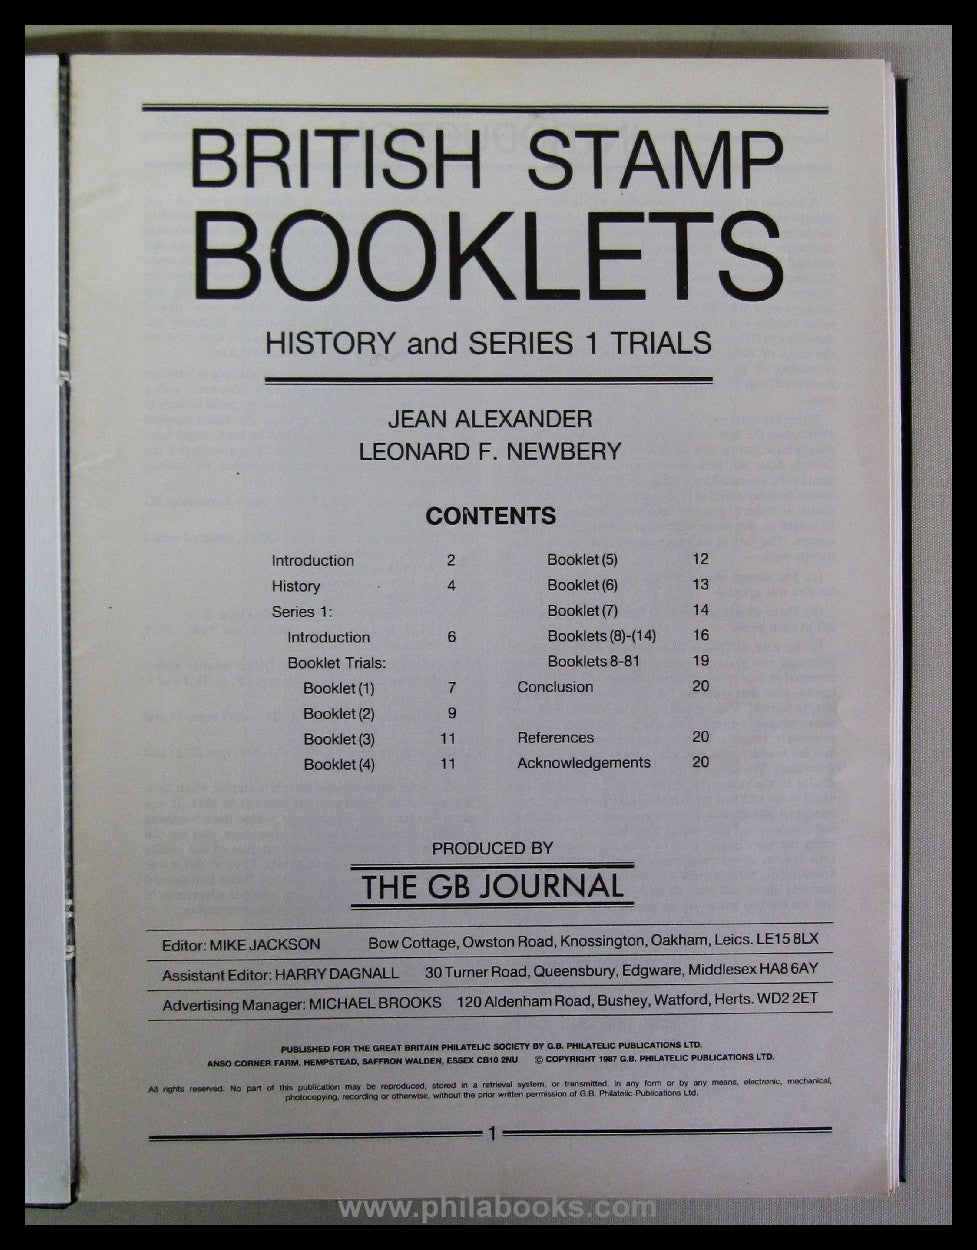 BRITISH STAMP
BOOKLETS
HISTORY and SERIES 1 TRIALS
JEAN ALEXANDER
LEONARD F. NEWBERY
CONTENTS
Introduction 2
History 4
Series 1:
Introduction 6
Booklet Trials:
Booklet (1) 7
Booklet (2) 9
Booklet (3) 11
Booklet (4) 11
Booklet (5) 12
Booklet (6) 13
Booklet (7) 14
Booklets (8)-(14) 16
Booklets 8-81 19
Conclusion 20
References 20
Acknowledgements 20
PRODUCED BY
THE GB JOURNAL
Editor: MIKE JACKSON Bow Cottage, Owston Road, Knossington, Oakham, Leics. LE15 8LX
Assistant Editor: HARRY DAGNALL 30 Turner Road, Queensbury, Edgware, Middlesex HA8 6AY
Advertising Manager: MICHAEL BROOKS 120 Aldenham Road, Bushey, Watford, Herts. WD2 2ET
PUBLISHED FOR THE GREAT BRITAIN PHILATELIC SOCIETY BY G.B. PHILATELIC PUBLICATIONS LTD.
ANSO CORNER FARM, HEMPSTEAD, SAFFRON WALDEN, ESSEX CB10 2NU © COPYRIGHT 1987 G.B. PHILATELIC PUBLICATIONS LTD.
All rights reserved. No part of this publication may be reproduced, stored in a retrieval system, or transmitted, in any form or by any means, electronic, mechanical,
photocopying, recording or otherwise, without the prior written permission of G.B. Philatelic Publications Ltd.
1
www.philabooks.com